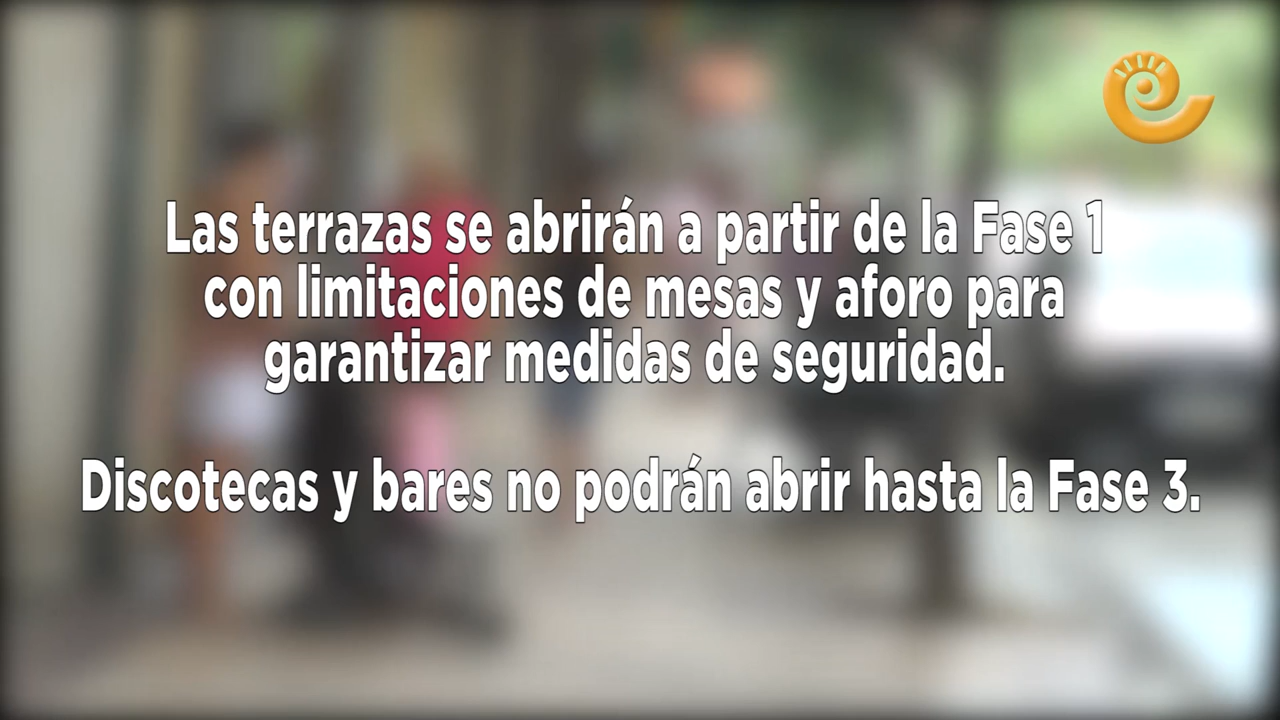 Las terrazas se abrirán a partir de la Fase 1
con limitaciones de mesas y aforo para
garantizar medidas de seguridad.
Discotecas y bares no podrán abrir hasta la Fase 3.